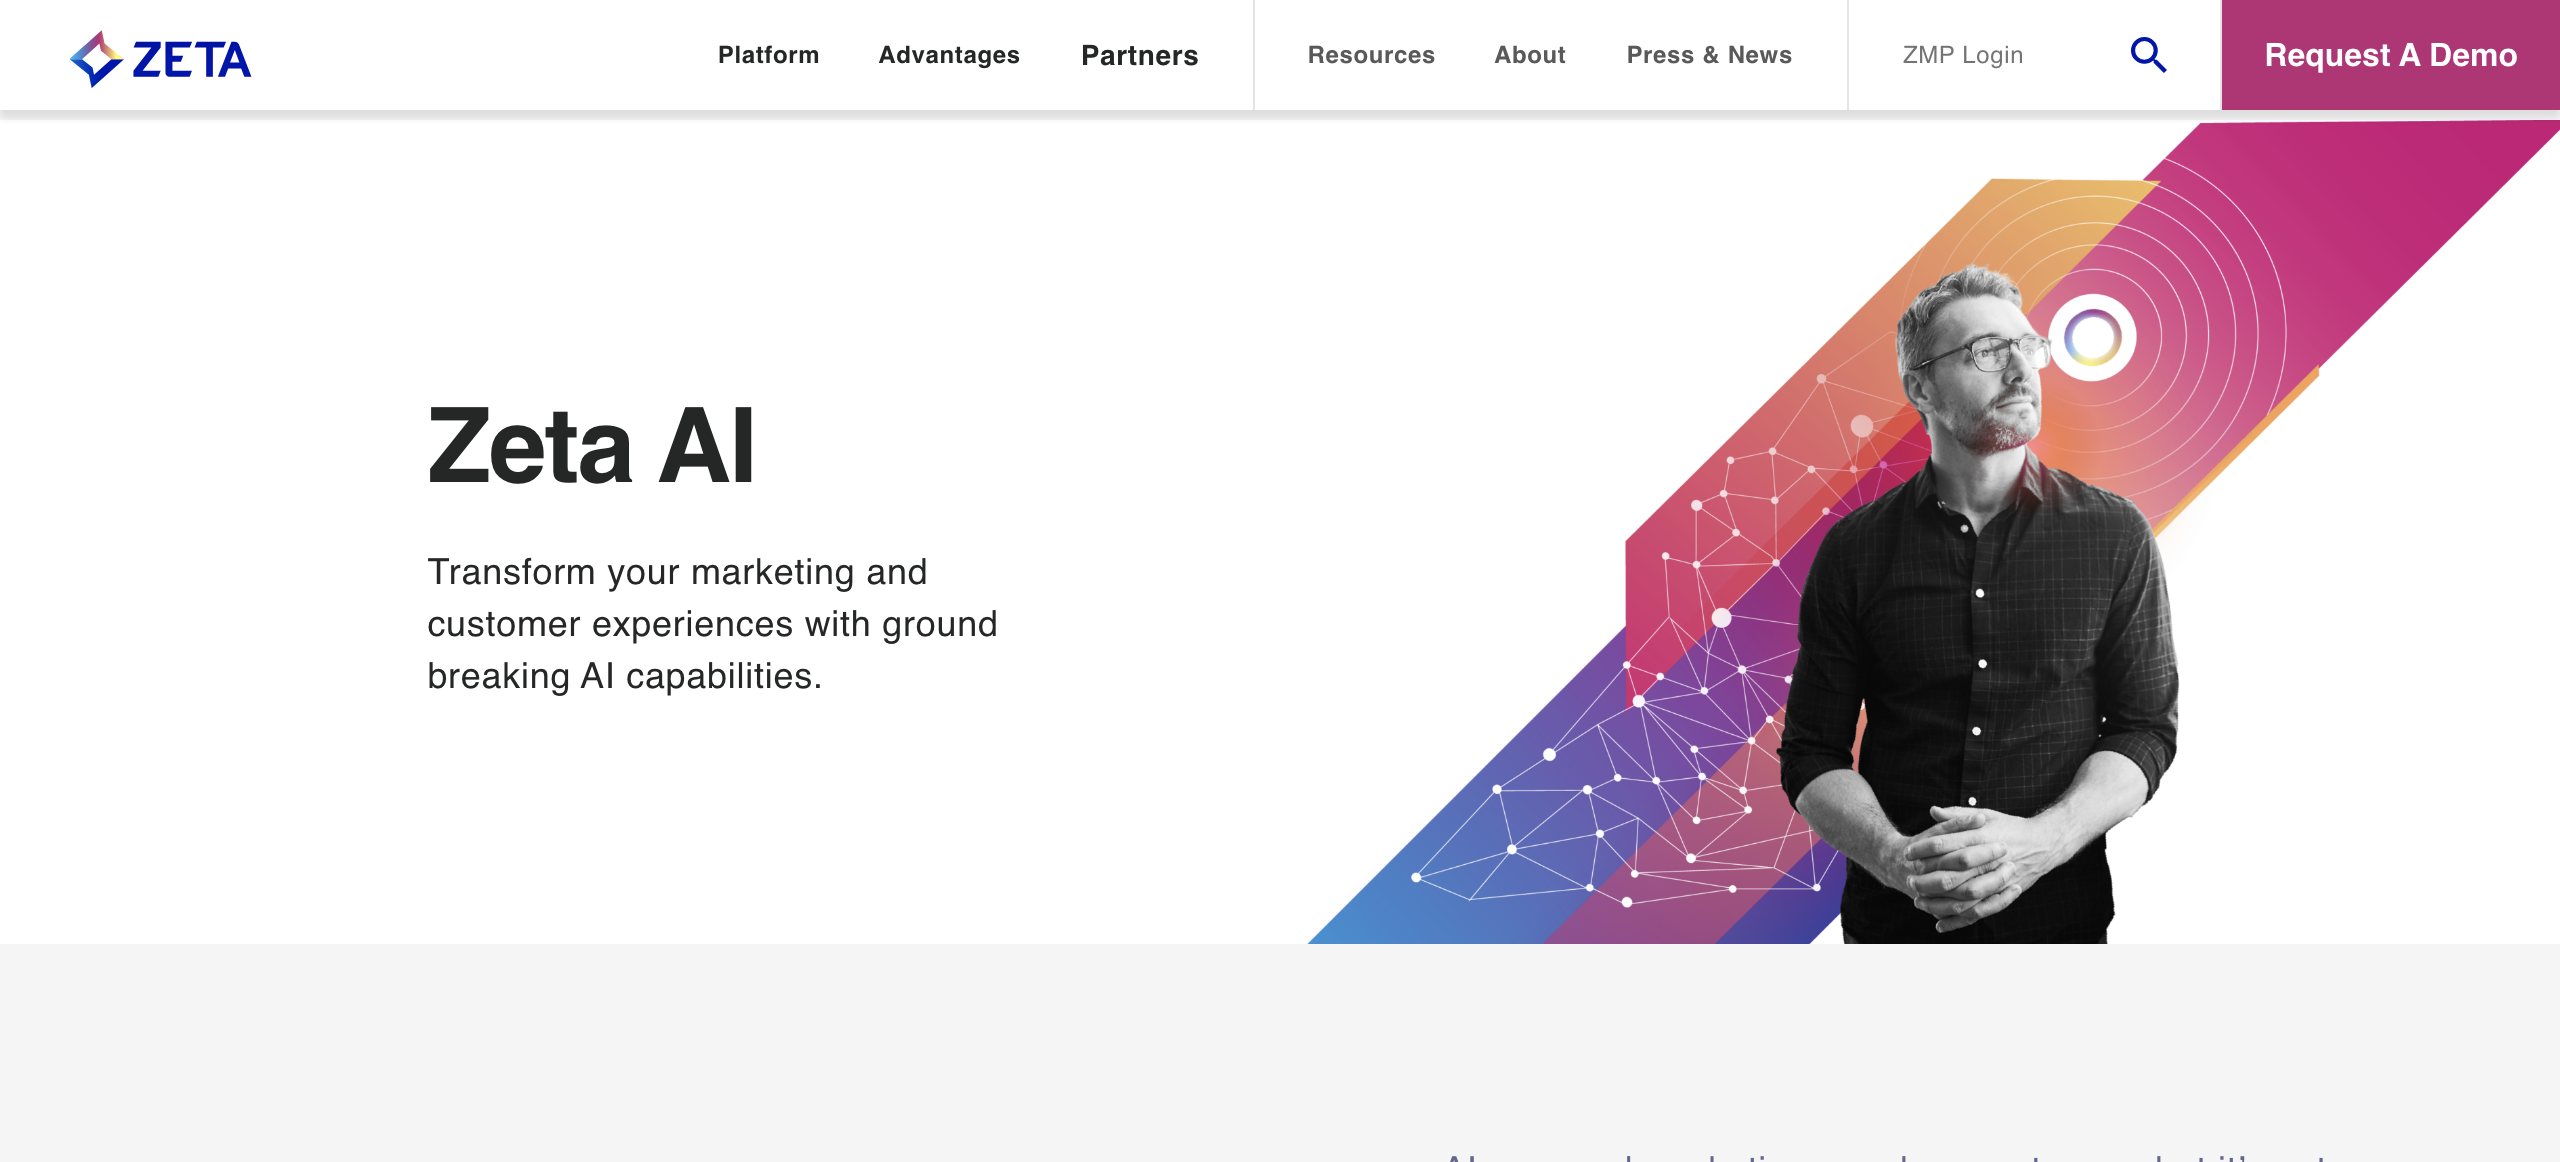 ZETA
Platform
Advantages
Partners
Resources
About
Press & News
ZMP Login
Request A Demo
Zeta AI
Transform your marketing and
customer experiences with ground
breaking AI capabilities.